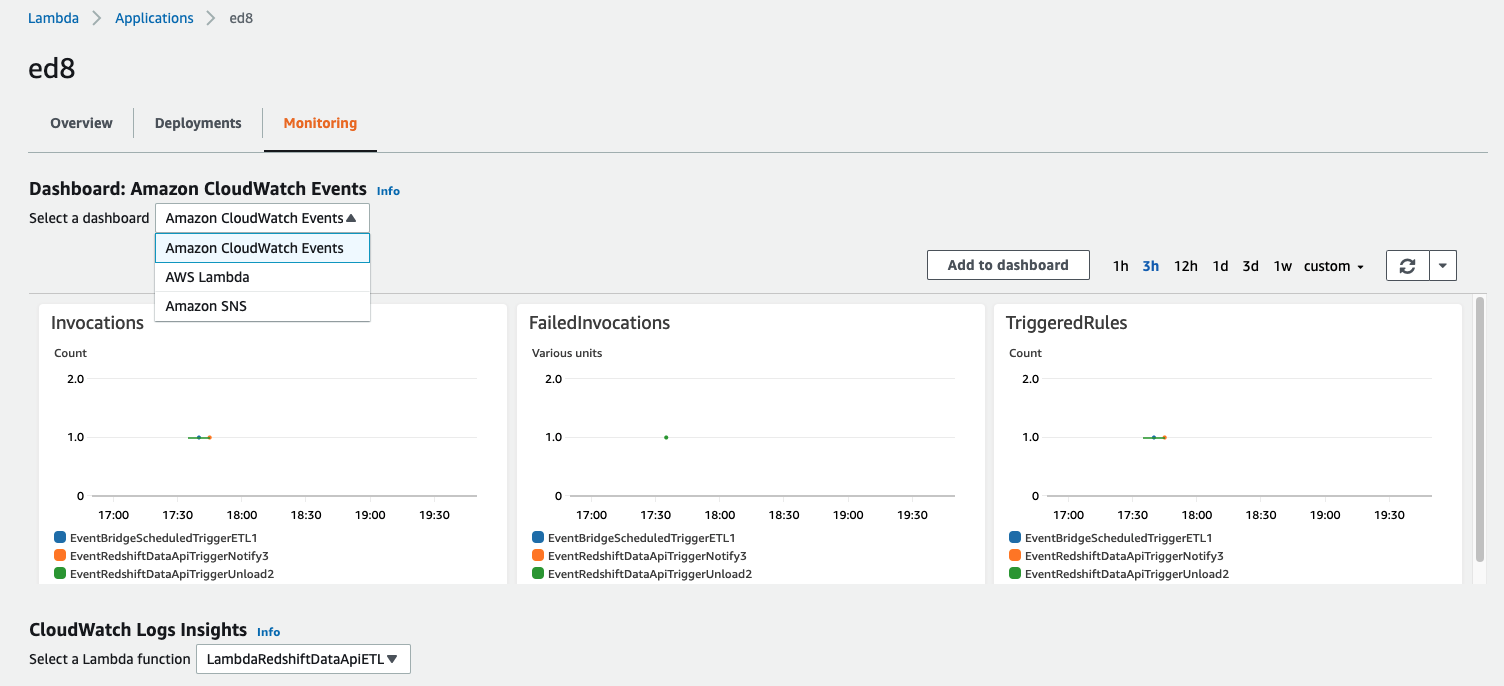 Lambda > Applications > ed8
ed8
Overview Deployments Monitoring
Dashboard: Amazon CloudWatch Events Info
Select a dashboard Amazon CloudWatch Events
Amazon CloudWatch Events
AWS Lambda
Amazon SNS
Add to dashboard 1h 3h 12h 1d 3d 1w custom
Invocations
Count
2.0
1.0
0
17:00 17:30 18:00 18:30 19:00 19:30
EventBridgeScheduledTriggerETL1
EventRedshiftDataApiTriggerNotify3
EventRedshiftDataApiTriggerUnload2
FailedInvocations
Various units
2.0
1.0
0
17:00 17:30 18:00 18:30 19:00 19:30
EventBridgeScheduledTriggerETL1
EventRedshiftDataApiTriggerNotify3
EventRedshiftDataApiTriggerUnload2
TriggeredRules
Count
2.0
1.0
0
17:00 17:30 18:00 18:30 19:00 19:30
EventBridgeScheduledTriggerETL1
EventRedshiftDataApiTriggerNotify3
EventRedshiftDataApiTriggerUnload2
CloudWatch Logs Insights Info
Select a Lambda function LambdaRedshiftDataApiETL